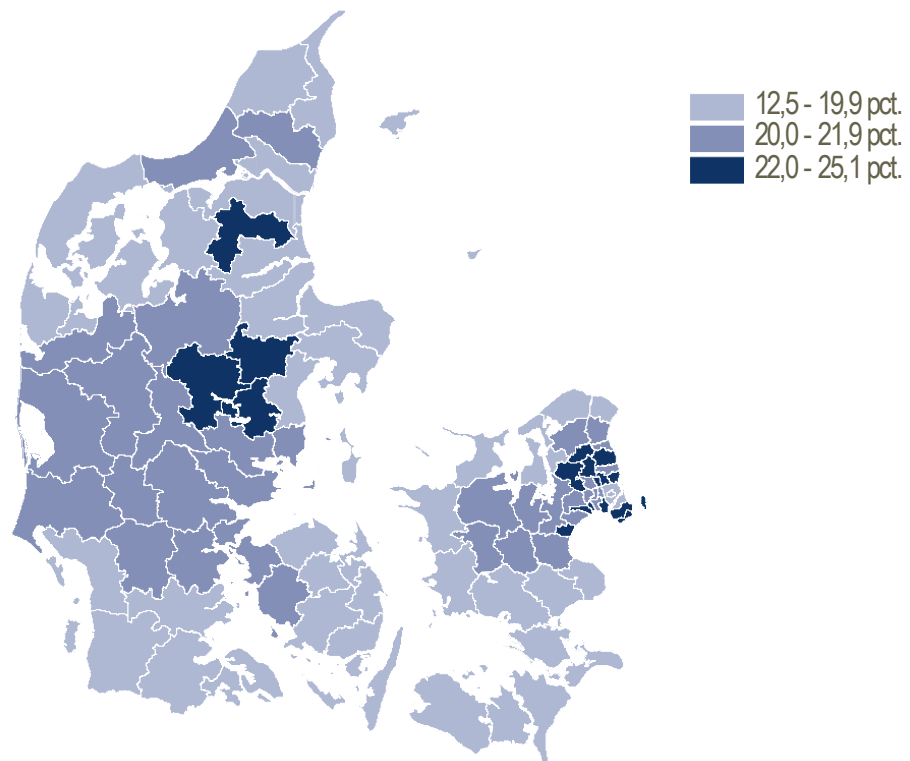 12,5 - 19,9 pct.
20,0 - 21,9 pct.
22,0 - 25,1 pct.